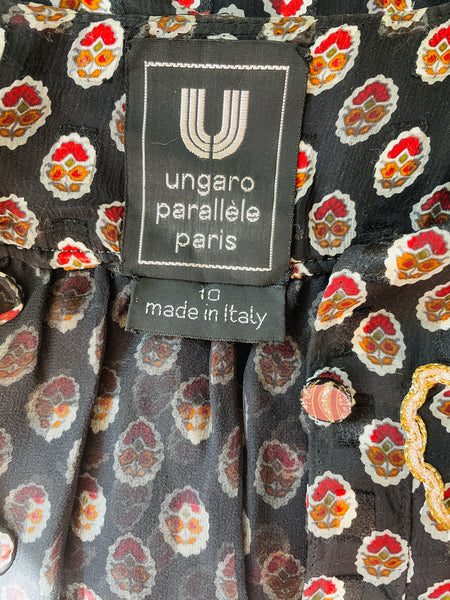 U
ungaro
parallèle
paris
10
made in Italy